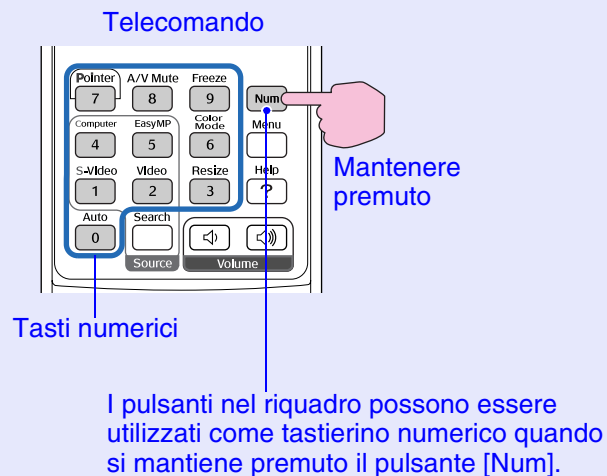 Telecomando
Pointer A/V Mute Freeze
7 8 9 Num
Computer EasyMP Color Mode Menu
4 5 6
S-Video Video Resize Help
1 2 3 ?
Auto Search
0
Source Volume
Mantenere
premuto
Tasti numerici
I pulsanti nel riquadro possono essere
utilizzati come tastierino numerico quando
si mantiene premuto il pulsante [Num].